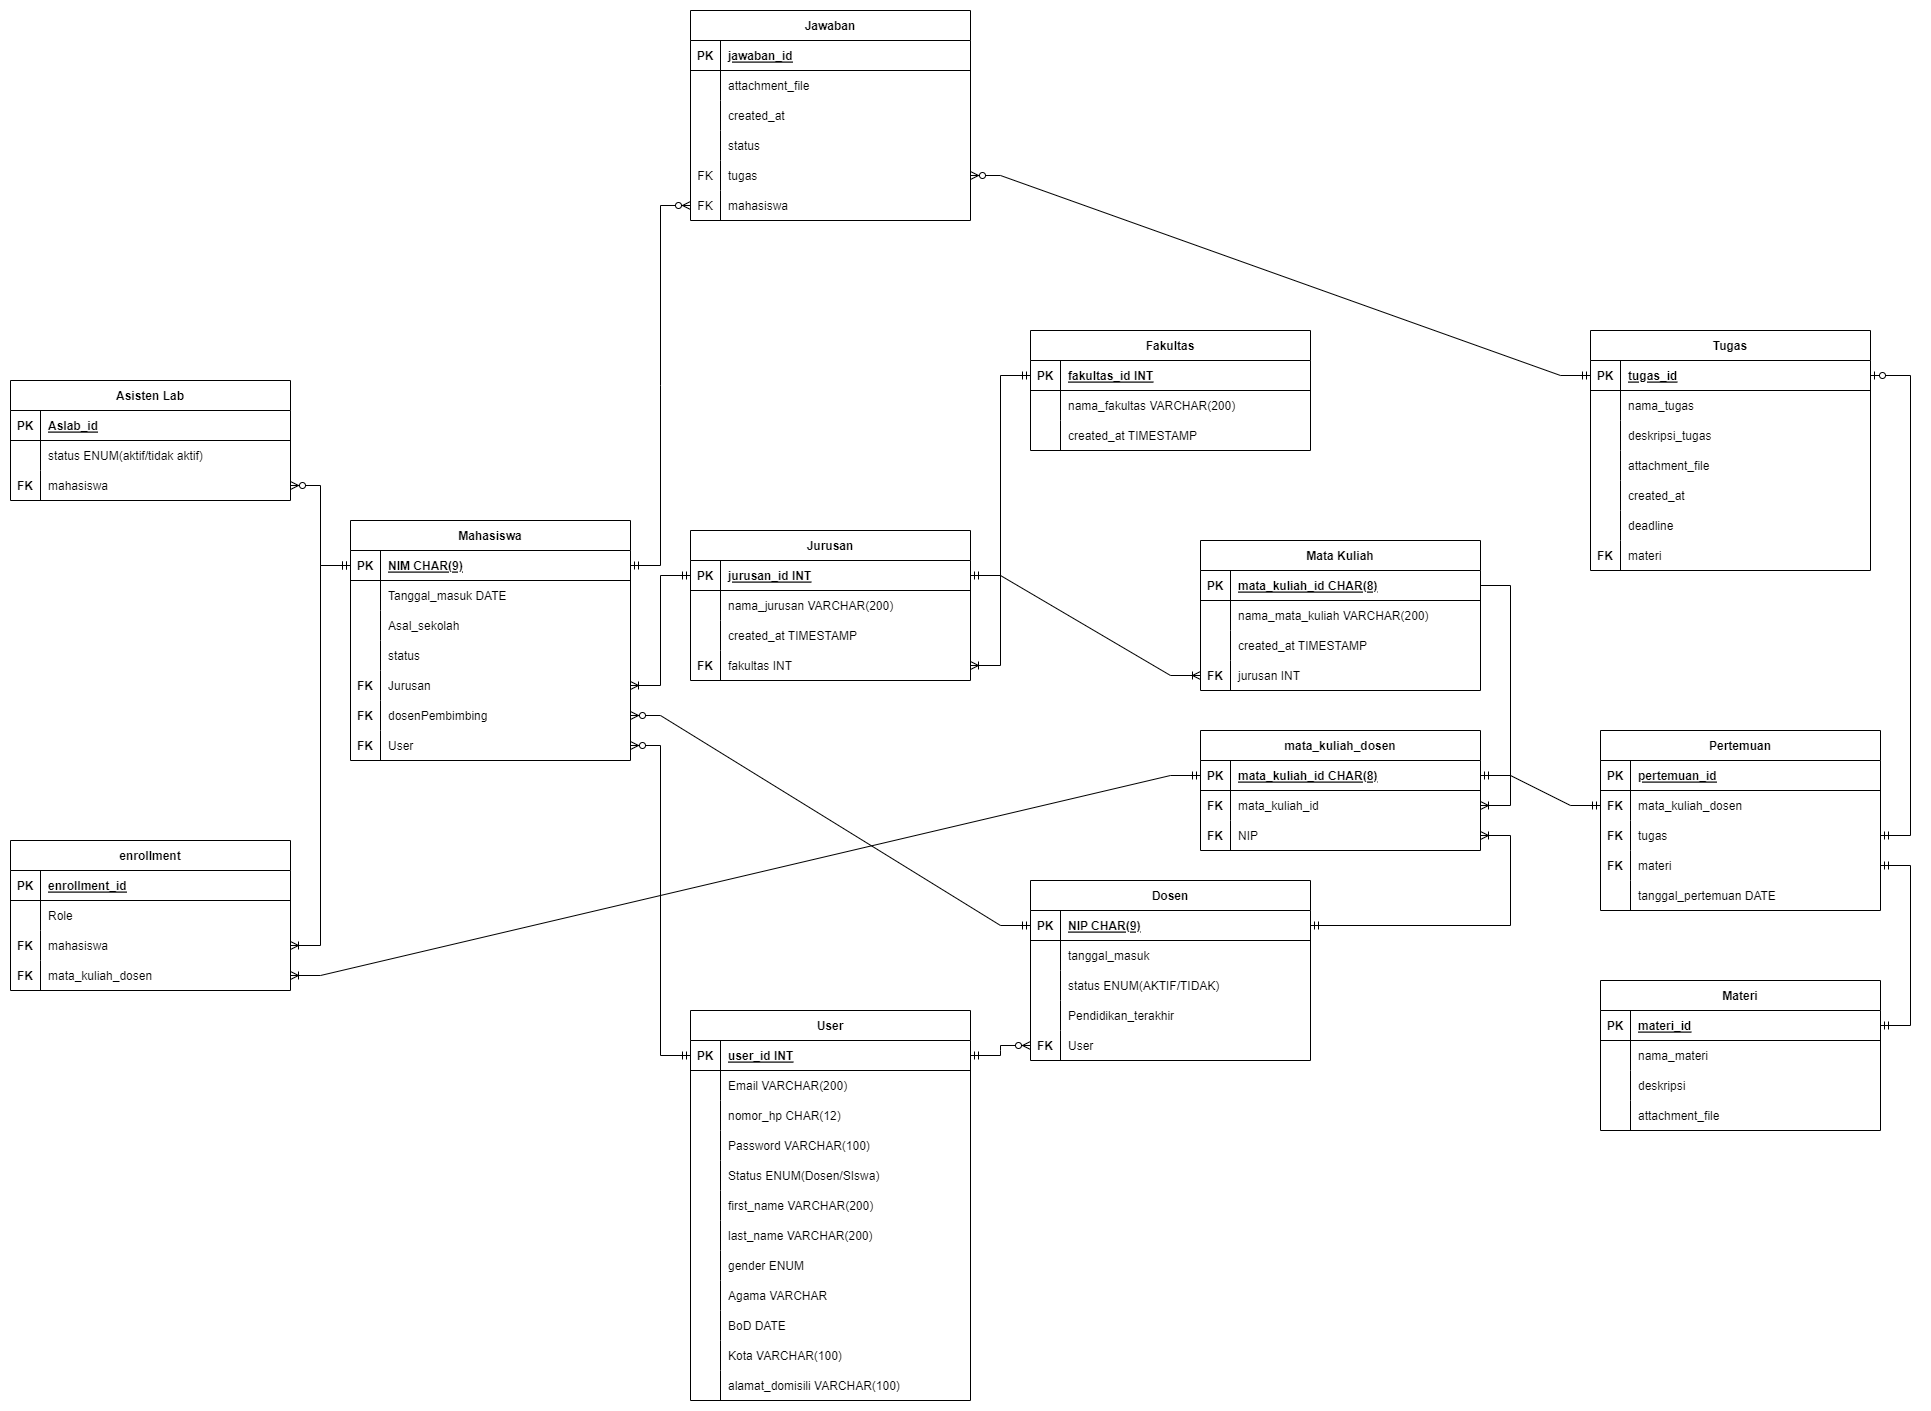 Jawaban
PK jawaban_id
attachment_file
created_at
status
FK tugas
FK mahasiswa
Fakultas
PK fakultas_id INT
nama_fakultas VARCHAR(200)
created_at TIMESTAMP
Tugas
PK tugas_id
nama_tugas
deskripsi_tugas
attachment_file
created_at
deadline
FK materi
Asisten Lab
PK Aslab_id
status ENUM(aktif/tidak aktif)
FK mahasiswa
Mahasiswa
PK NIM CHAR(9)
Tanggal_masuk DATE
Asal_sekolah
status
FK Jurusan
FK dosenPembimbing
FK User
Jurusan
PK jurusan_id INT
nama_jurusan VARCHAR(200)
created_at TIMESTAMP
FK fakultas INT
Mata Kuliah
PK mata_kuliah_id CHAR(8)
nama_mata_kuliah VARCHAR(200)
created_at TIMESTAMP
FK jurusan INT
mata_kuliah_dosen
PK mata_kuliah_id CHAR(8)
FK mata_kuliah_id
FK NIP
Pertemuan
PK pertemuan_id
FK mata_kuliah_dosen
FK tugas
FK materi
tanggal_pertemuan DATE
enrollment
PK enrollment_id
Role
FK mahasiswa
FK mata_kuliah_dosen
Dosen
PK NIP CHAR(9)
tanggal_masuk
status ENUM(AKTIF/TIDAK)
Pendidikan_terakhir
FK User
Materi
PK materi_id
nama_materi
deskripsi
attachment_file
User
PK user_id INT
Email VARCHAR(200)
nomor_hp CHAR(12)
Password VARCHAR(100)
Status ENUM(Dosen/SIswa)
first_name VARCHAR(200)
last_name VARCHAR(200)
gender ENUM
Agama VARCHAR
BoD DATE
Kota VARCHAR(100)
alamat_domisili VARCHAR(100)